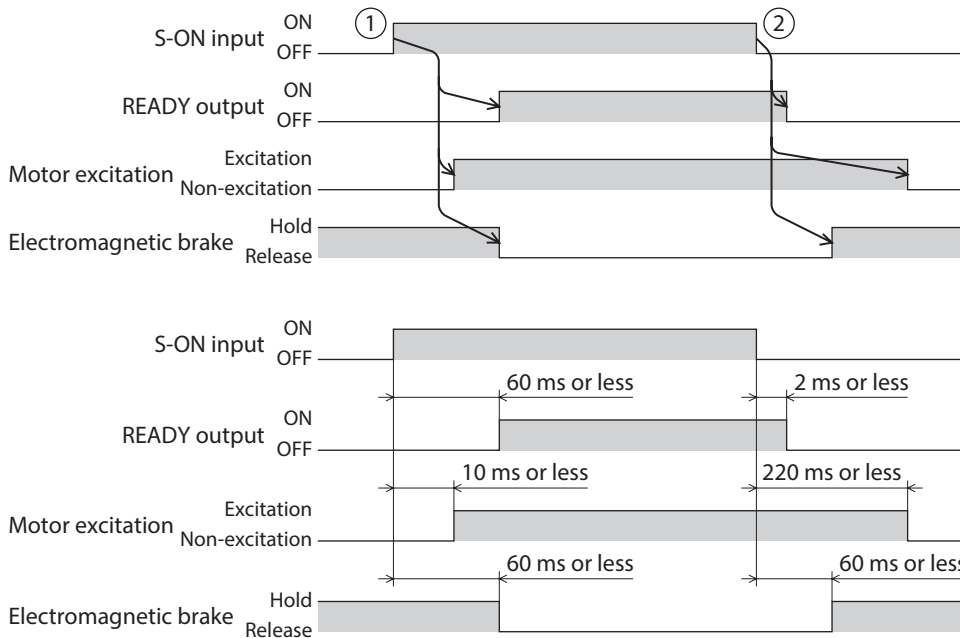 ① ②
S-ON input ON
OFF
READY output ON
OFF
Motor excitation Excitation
Non-excitation
Electromagnetic brake Hold
Release
S-ON input ON
OFF
60 ms or less 2 ms or less
READY output ON
OFF
10 ms or less 220 ms or less
Motor excitation Excitation
Non-excitation
60 ms or less 60 ms or less
Electromagnetic brake Hold
Release